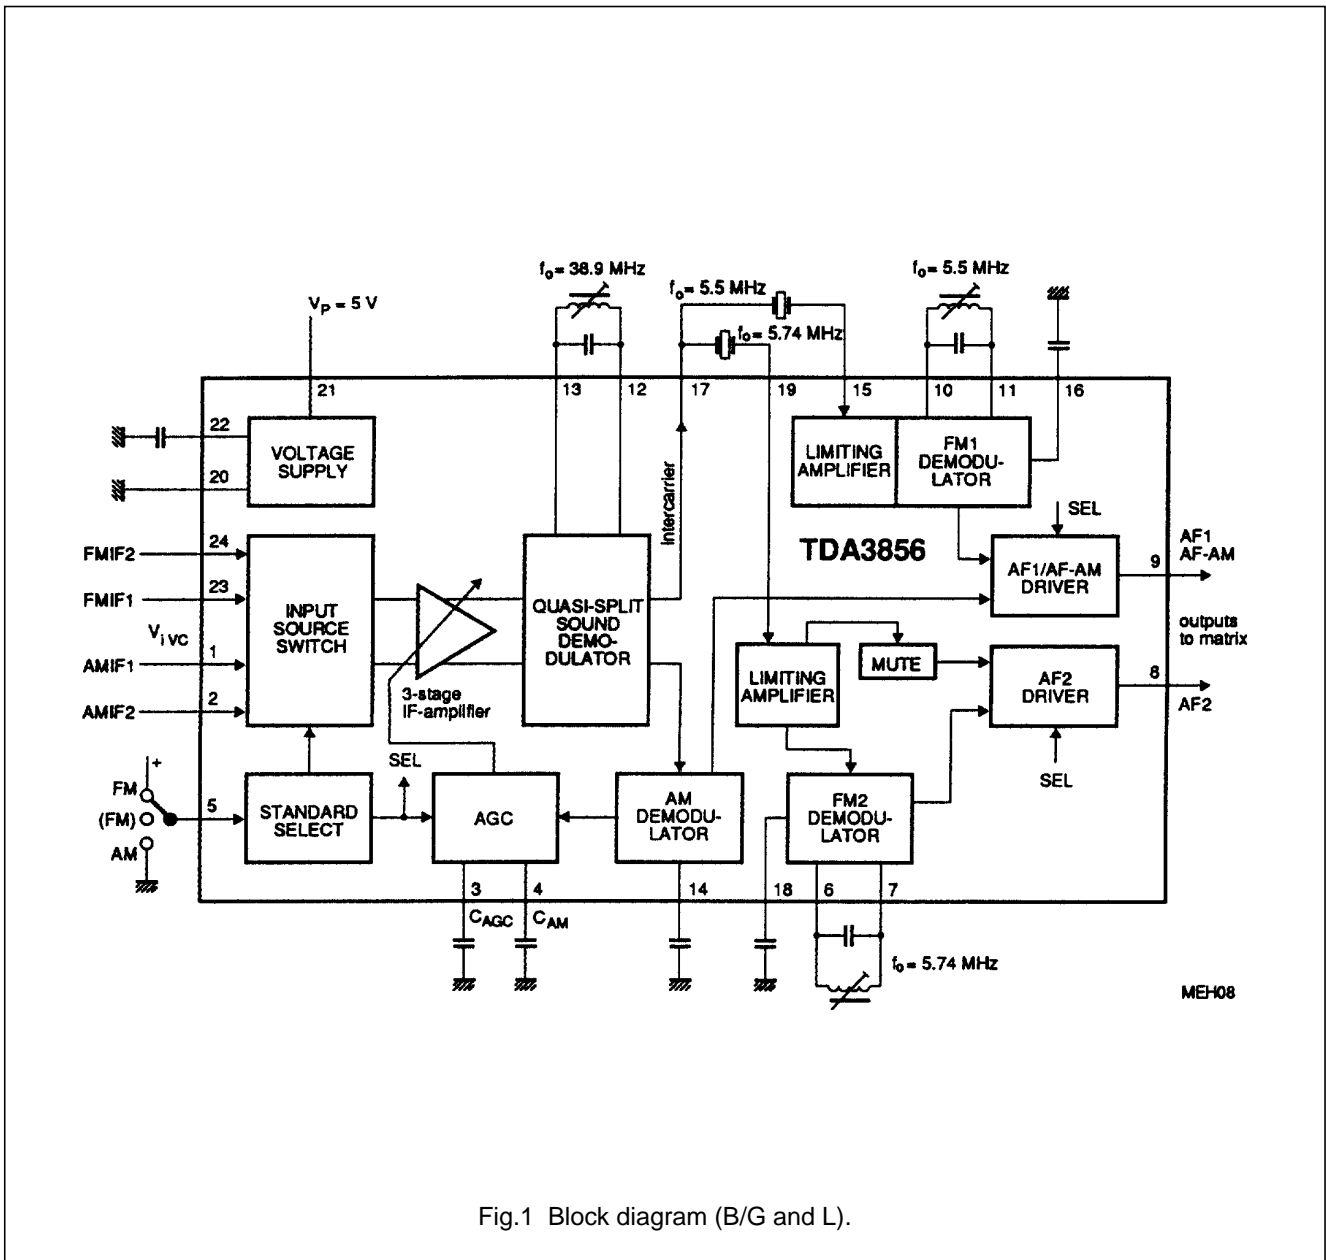 fo = 38.9 MHz
fo = 5.5 MHz
fo = 5.5 MHz
VP = 5 V
fo = 5.74 MHz
21
13
12
17
19
15
10
11
16
22
20
VOLTAGE
SUPPLY
LIMITING
AMPLIFIER
FM1
DEMODU-
LATOR
Intercarrier
SEL
TDA3856
FMIF2
24
FMIF1
23
Vi VC
AMIF1
1
AMIF2
2
INPUT
SOURCE
SWITCH
3-stage
IF-amplifier
QUASI-SPLIT
SOUND
DEMO-
DULATOR
AF1/AF-AM
DRIVER
9
AF1
AF-AM
outputs
to matrix
LIMITING
AMPLIFIER
MUTE
AF2
DRIVER
8
AF2
SEL
SEL
+
FM
(FM)
AM
5
STANDARD
SELECT
AGC
AM
DEMODU-
LATOR
FM2
DEMODU-
LATOR
3
4
14
18
6
7
CAGC
CAM
fo = 5.74 MHz
MEH08
Fig.1 Block diagram (B/G and L).